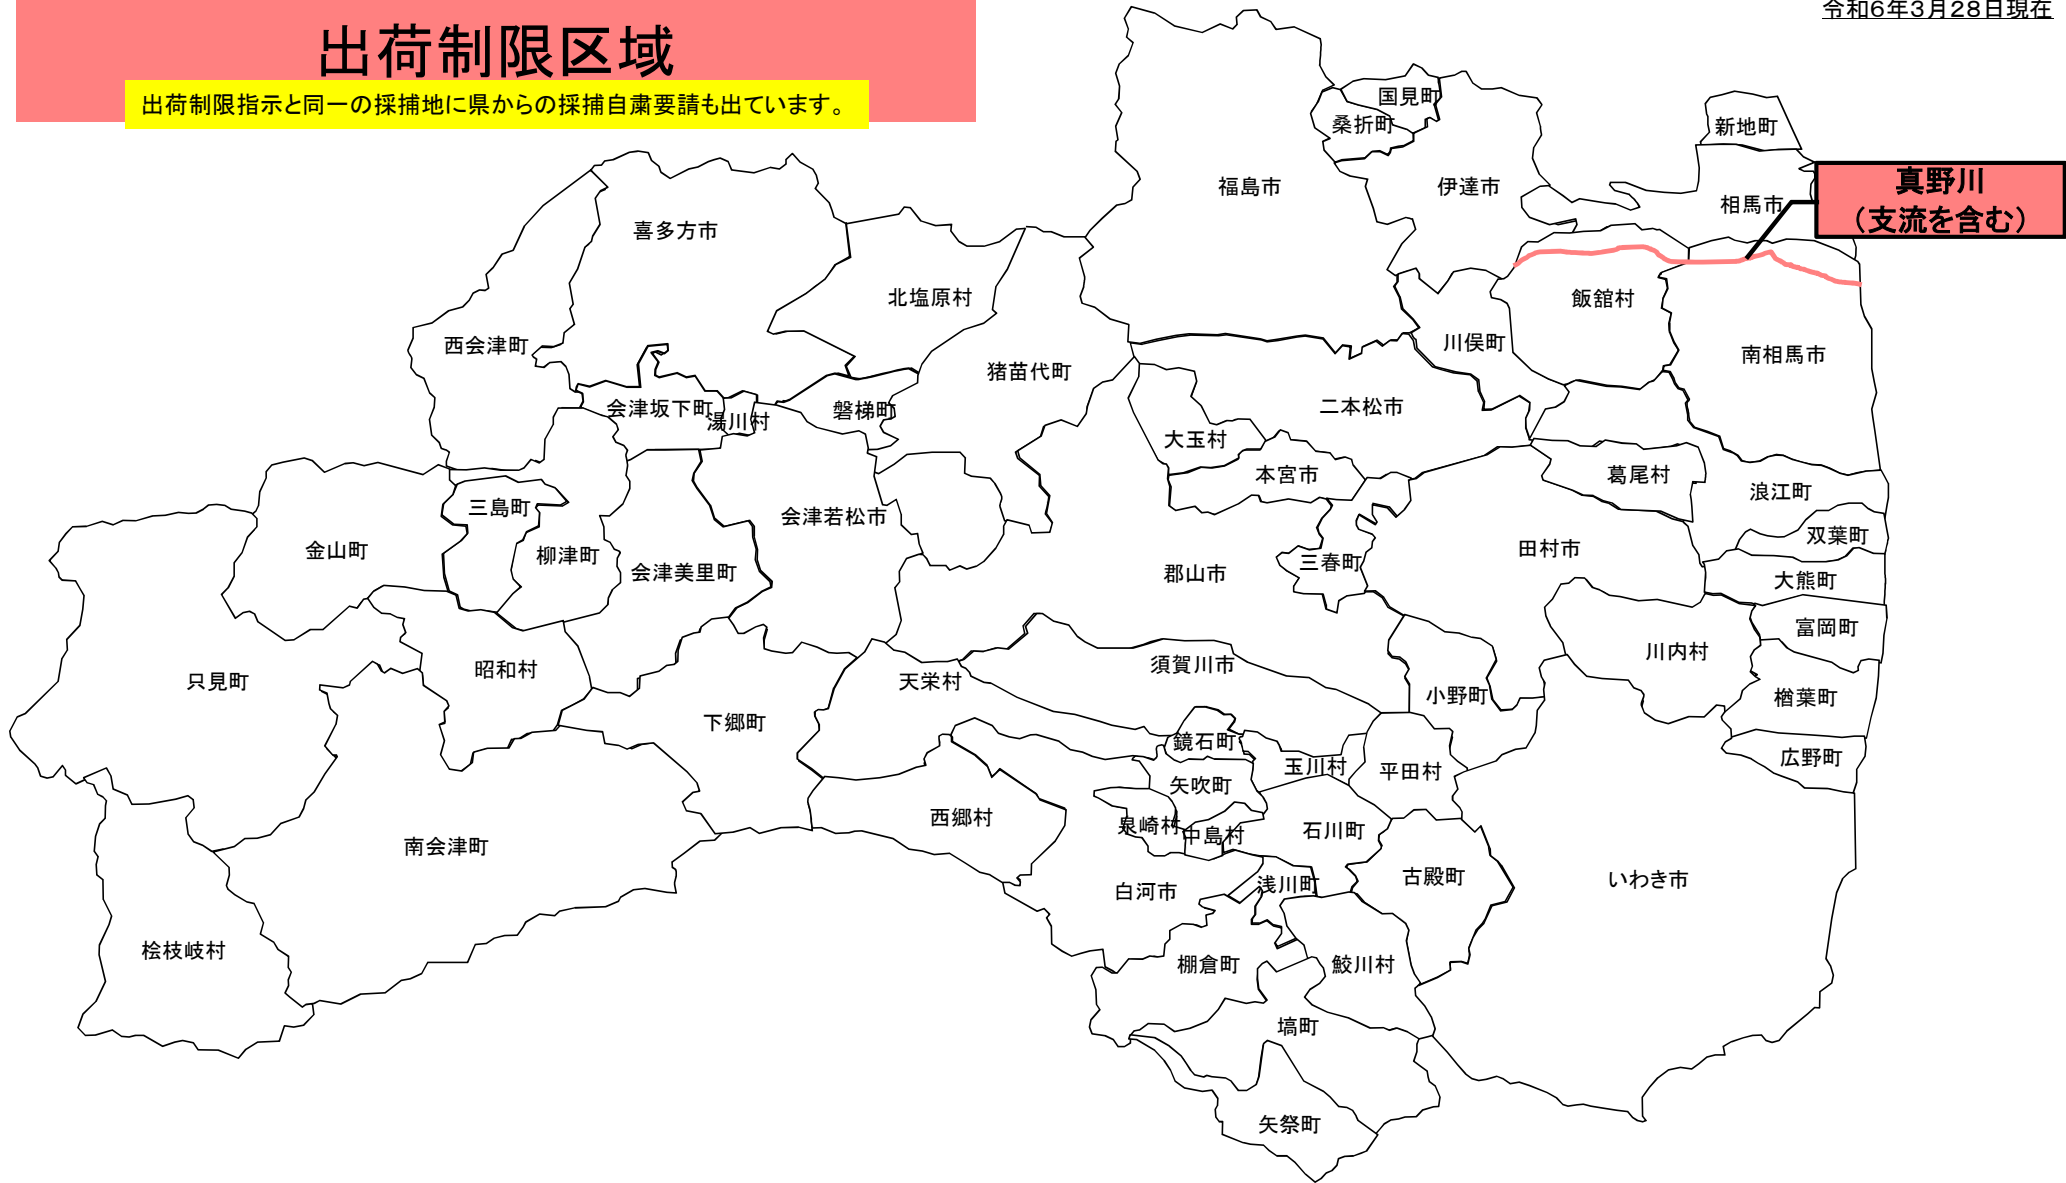 令和6年3月28日現在
出荷制限区域
出荷制限指示と同一の採捕地に県からの採捕自粛要請も出ています。
国見町
桑折町
新地町
福島市
伊達市
相馬市
真野川
（支流を含む）
喜多方市
北塩原村
飯舘村
西会津町
川俣町
南相馬市
猪苗代町
会津坂下町
湯川村
磐梯町
二本松市
大玉村
本宮市
葛尾村
浪江町
三島町
会津若松市
双葉町
金山町
柳津町
会津美里町
郡山市
三春町
田村市
大熊町
富岡町
川内村
只見町
昭和村
天栄村
須賀川市
小野町
楢葉町
下郷町
鏡石町
玉川村
平田村
広野町
矢吹町
西郷村
泉崎村
中島村
石川町
南会津町
白河市
浅川町
古殿町
いわき市
桧枝岐村
棚倉町
鮫川村
塙町
矢祭町